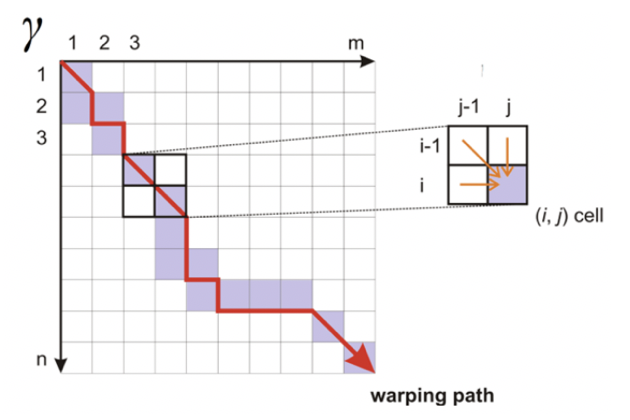 γ
1 2 3 m
1
2
3
n
j-1 j
i-1
i
(i, j) cell
warping path